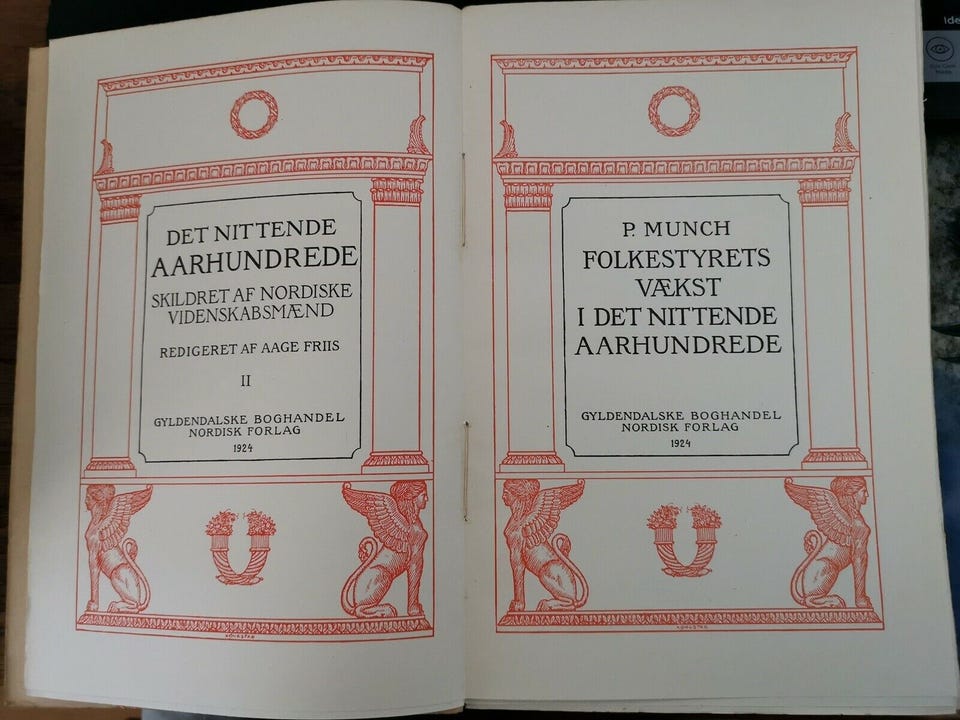 DET NITTENDE
AARHUNDREDE
SKILDRET AF NORDISKE
VIDENSKABSMÆND
REDIGERET AF AAGE FRIIS
II
GYLDENDALSKE BOGHANDEL
NORDISK FORLAG
1924
P. MUNCH
FOLKESTYRETS
VÆKST
I DET NITTENDE
AARHUNDREDE
GYLDENDALSKE BOGHANDEL
NORDISK FORLAG
1924
Ide